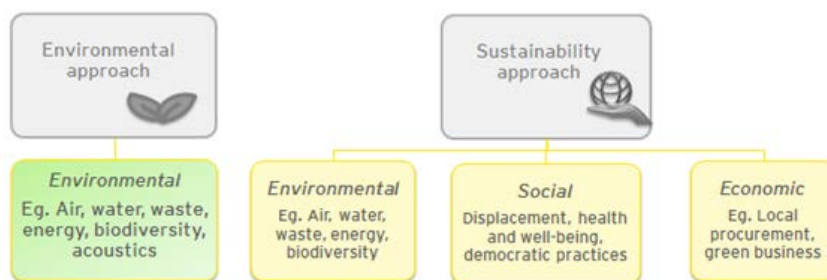 Environmental
approach
Sustainability
approach
Environmental
Eg. Air, water, waste,
energy, biodiversity,
acoustics
Environmental
Eg. Air, water,
waste, energy,
biodiversity
Social
Displacement, health
and well-being,
democratic practices
Economic
Eg. Local
procurement,
green business